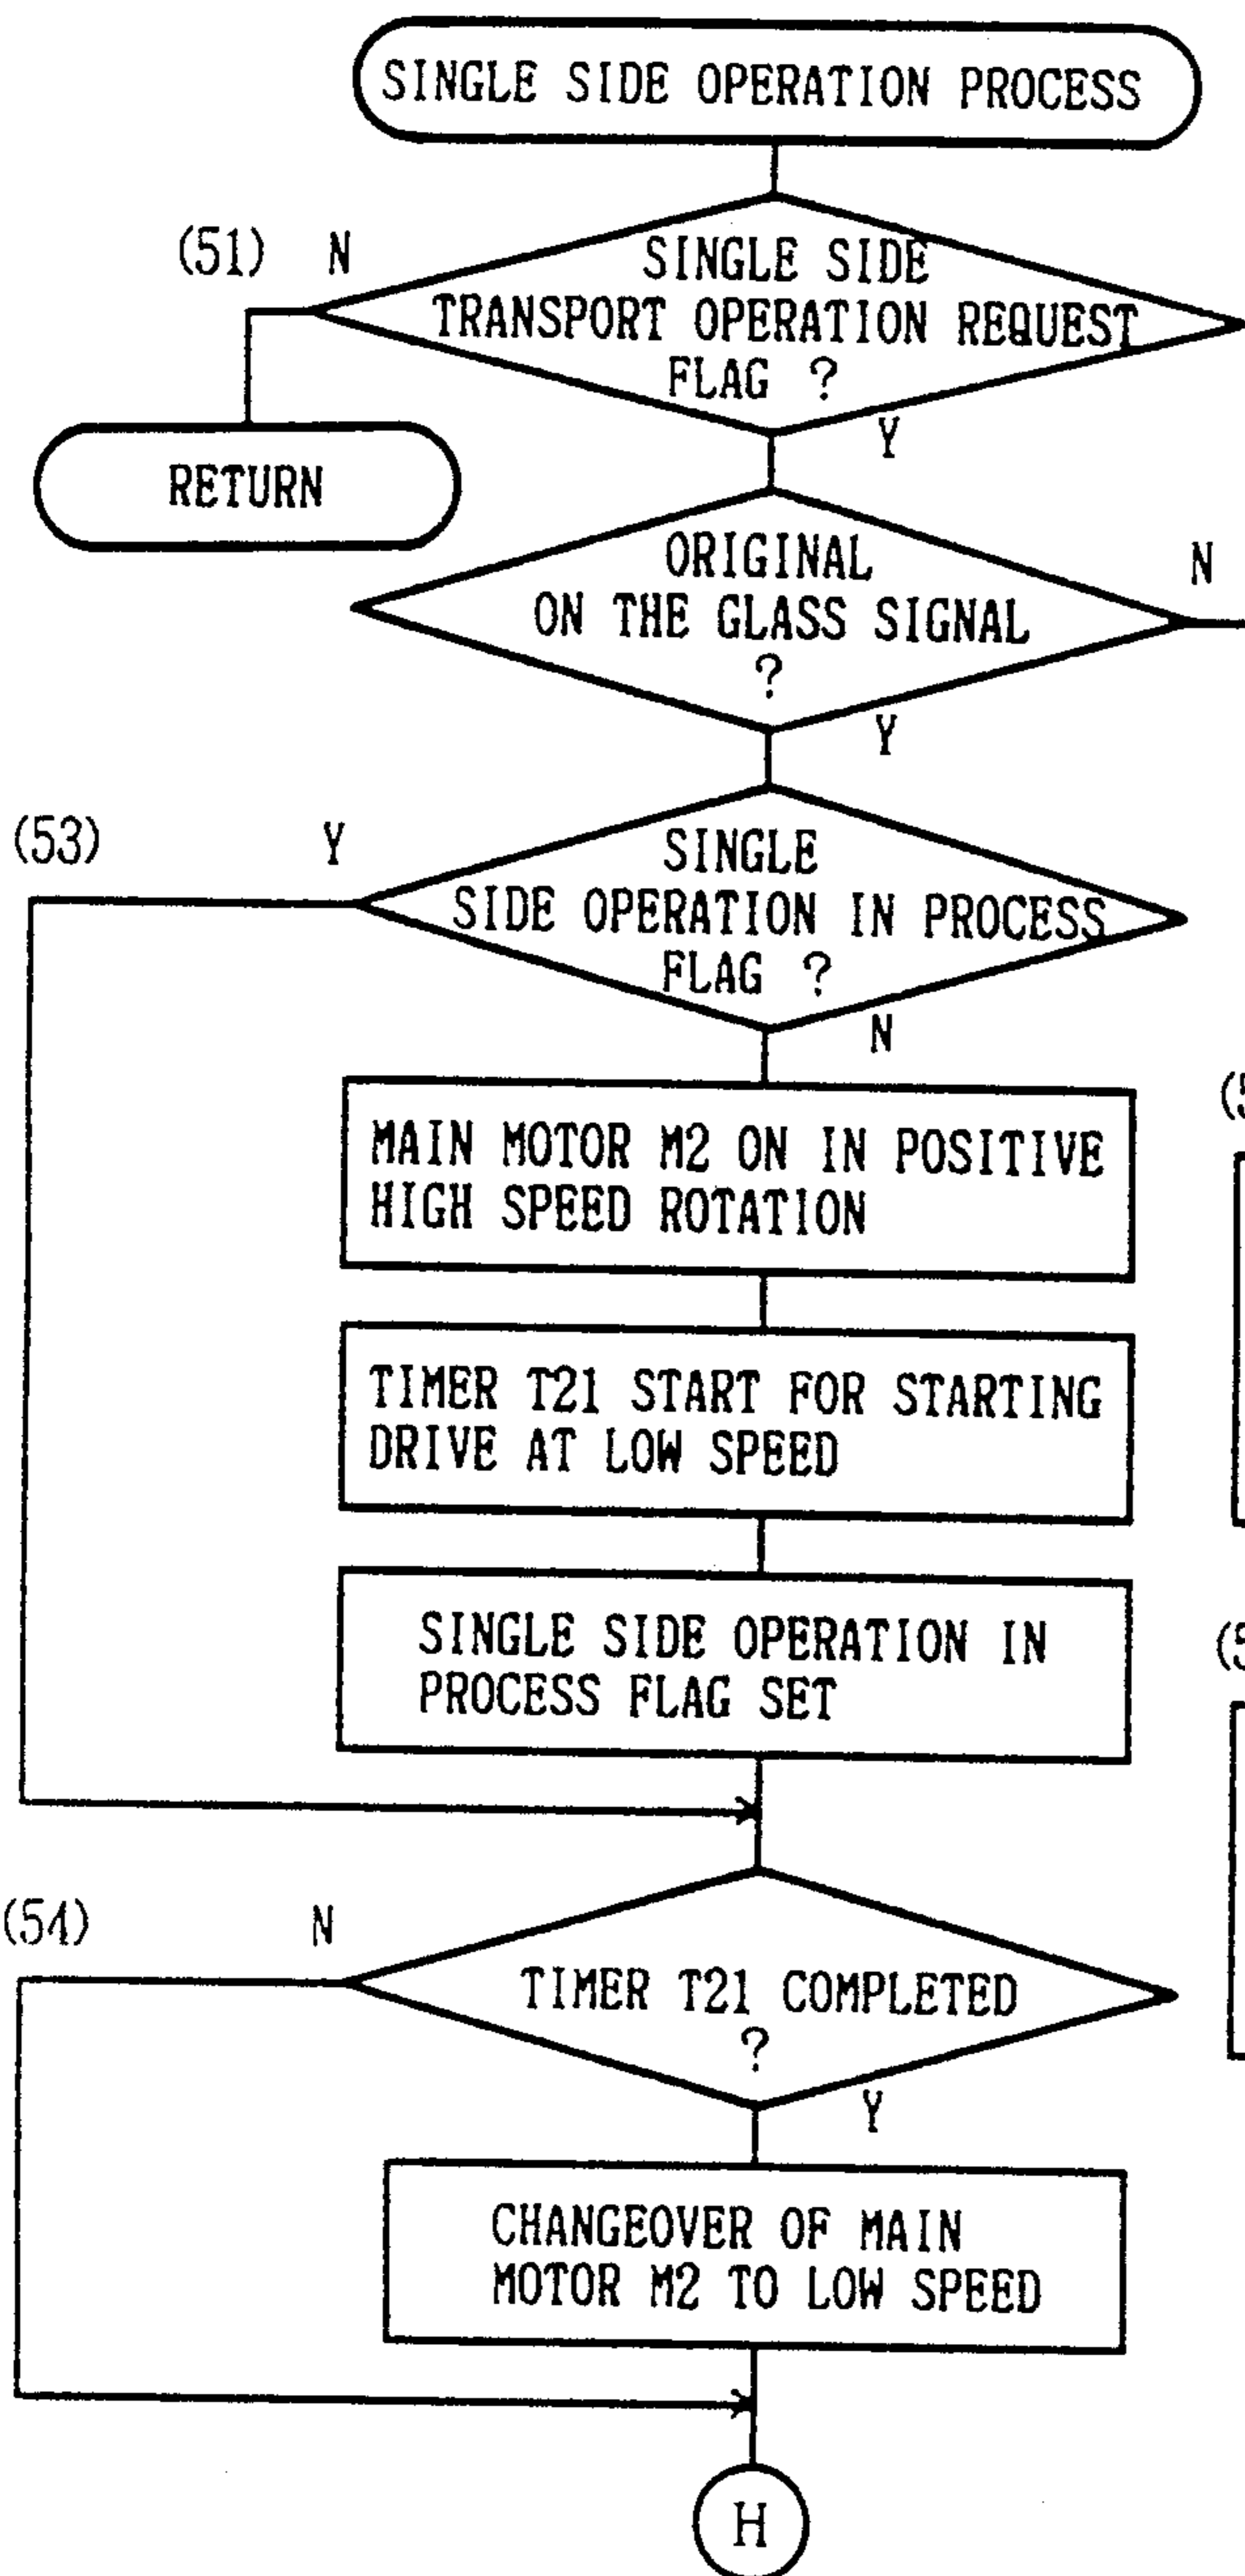 SINGLE SIDE OPERATION PROCESS
(51) N
SINGLE SIDE
TRANSPORT OPERATION REQUEST
FLAG ?
Y
RETURN
ORIGINAL
ON THE GLASS SIGNAL
?
N
Y
(53) Y
SINGLE
SIDE OPERATION IN PROCESS
FLAG ?
N
MAIN MOTOR M2 ON IN POSITIVE
HIGH SPEED ROTATION
TIMER T21 START FOR STARTING
DRIVE AT LOW SPEED
SINGLE SIDE OPERATION IN
PROCESS FLAG SET
(54) N
TIMER T21 COMPLETED
?
Y
CHANGEOVER OF MAIN
MOTOR M2 TO LOW SPEED
H